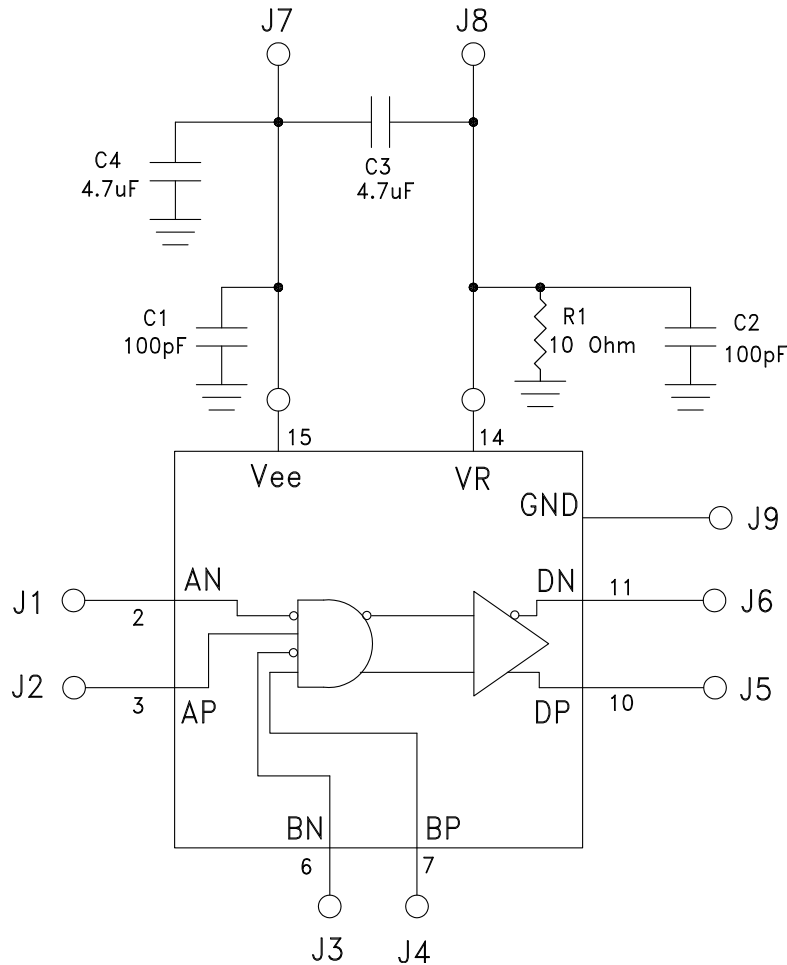 J7
J8
C4
4.7uF
C3
4.7uF
C1
100pF
R1
10 Ohm
C2
100pF
15
14
Vee
VR
GND
J9
J1
2
AN
DN
11
J6
J2
3
AP
DP
10
J5
BN
BP
6
7
J3
J4